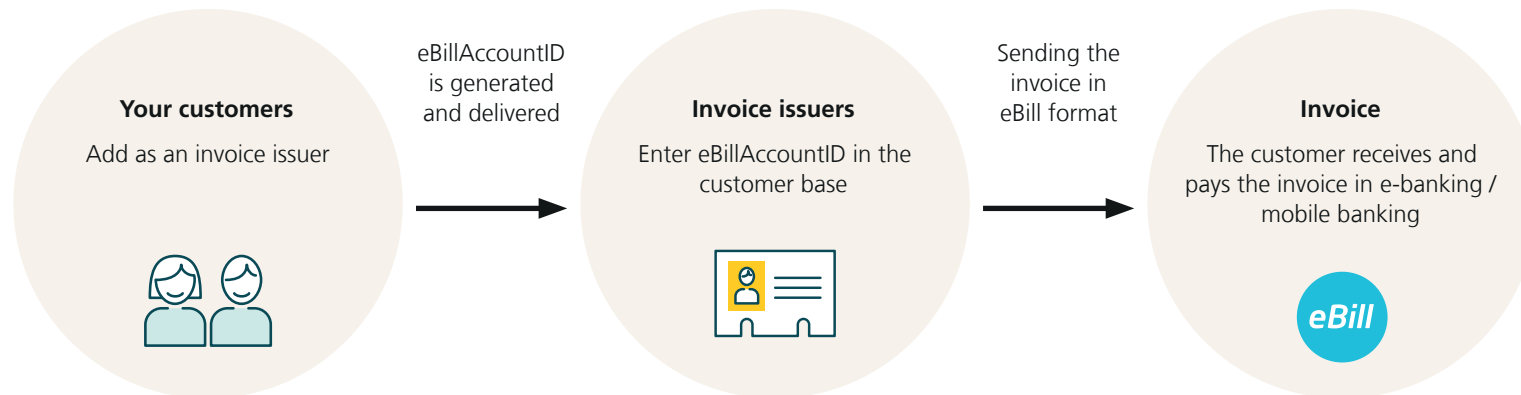 Your customers
Add as an invoice issuer
eBillAccountID
is generated
and delivered
Invoice issuers
Enter eBillAccountID in the
customer base
Sending the
invoice in
eBill format
Invoice
The customer receives and
pays the invoice in e-banking /
mobile banking
eBill